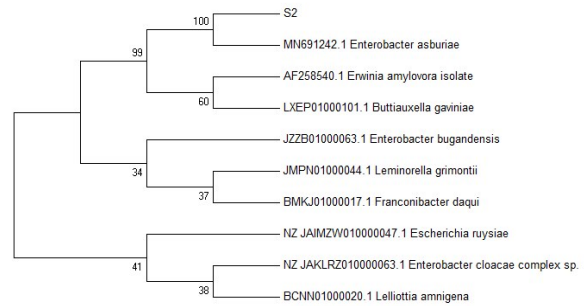 S2
100
MN691242.1 Enterobacter asburiae
99
AF258540.1 Erwinia amylovora isolate
60
LXEP01000101.1 Buttiauxella gaviniae
JZZB01000063.1 Enterobacter bugandensis
34
JMPN01000044.1 Leminorella grimontii
37
BMKJ01000017.1 Franconibacter daqui
NZ JAIMZW010000047.1 Escherichia ruysiae
41
NZ JAKLRZ010000063.1 Enterobacter cloacae complex sp.
38
BCNN01000020.1 Lelliottia amnigena